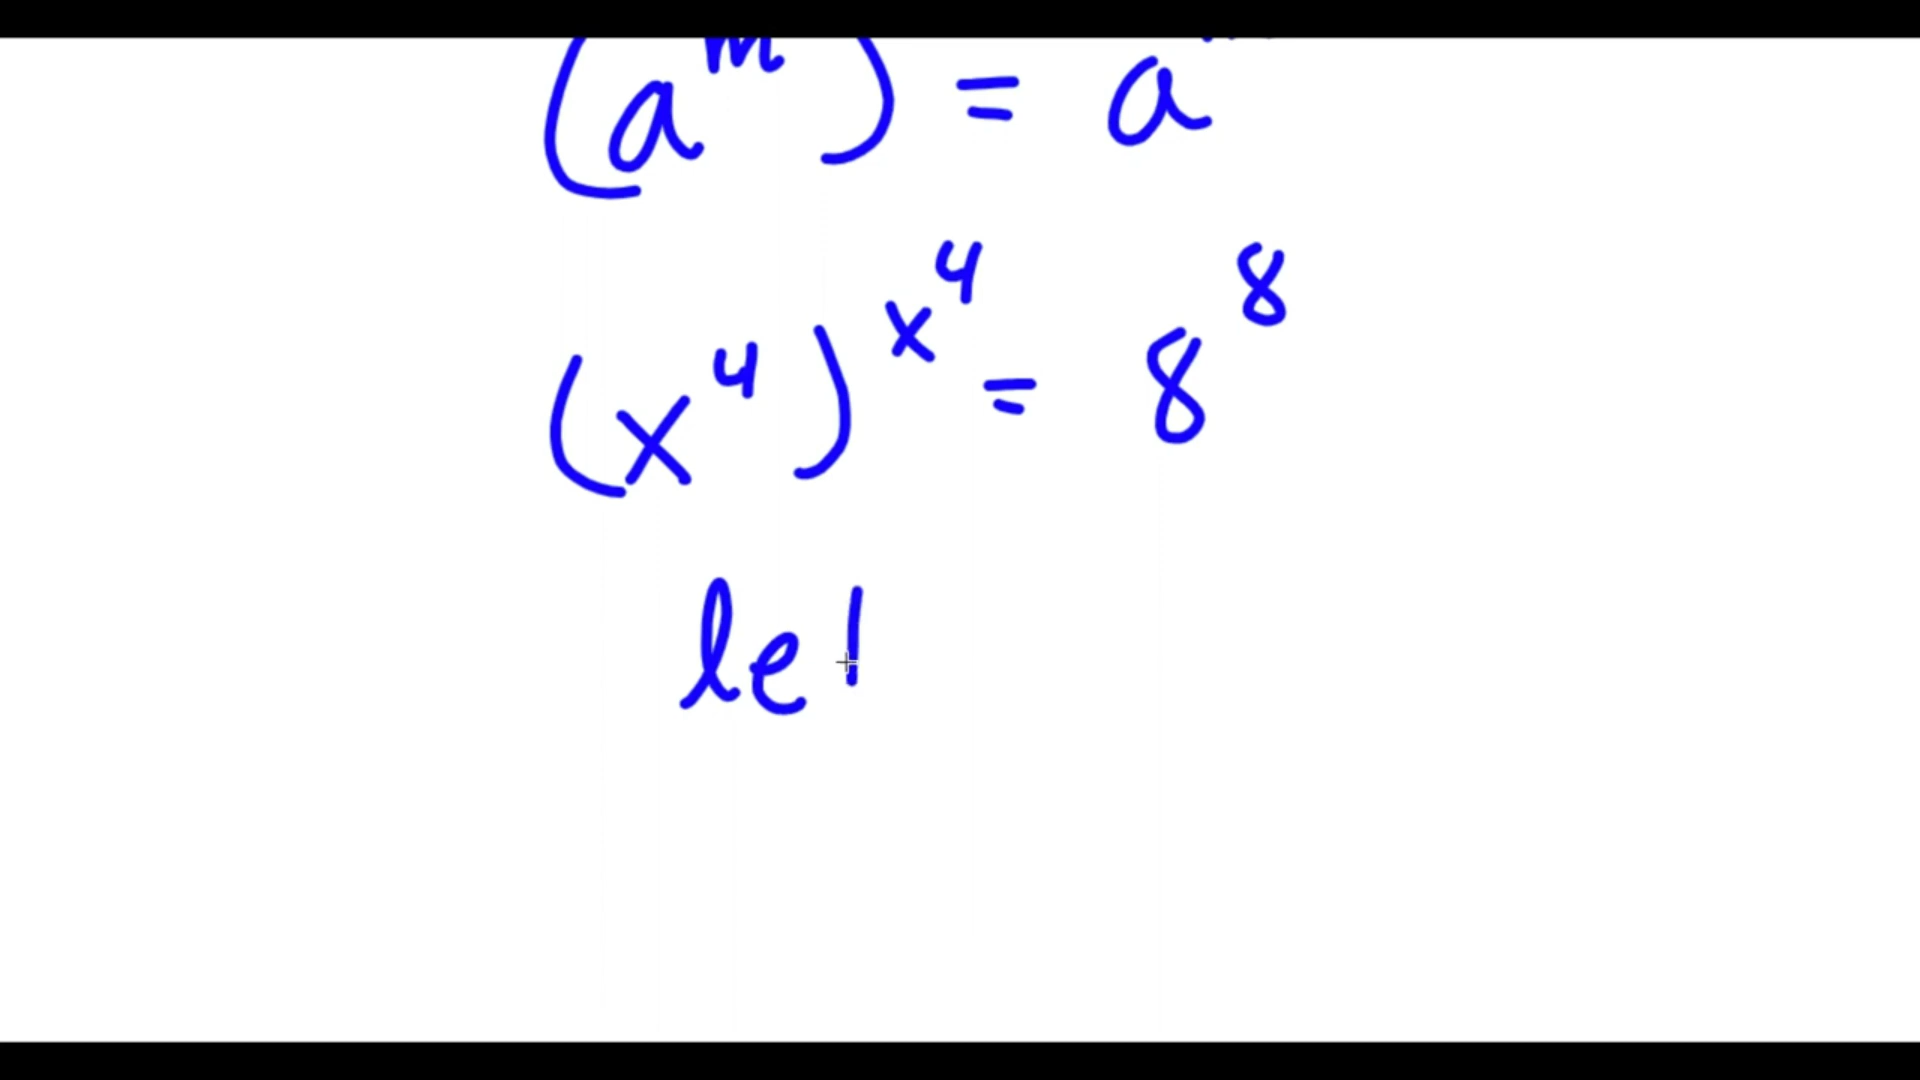 (a^m) = a
(x^4)^x^4 = 8^8
let